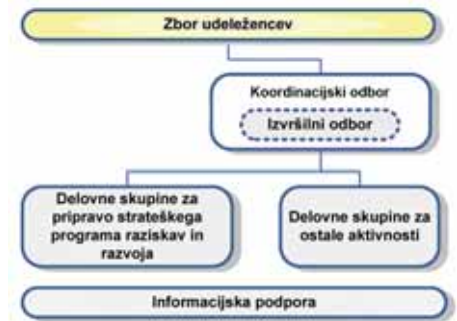 Zbor udeležencev
Koordinacijski odbor
Izvršilni odbor
Delovne skupine za
pripravo strateškega
programa raziskav in
razvoja
Delovne skupine za
ostale aktivnosti
Informacijska podpora